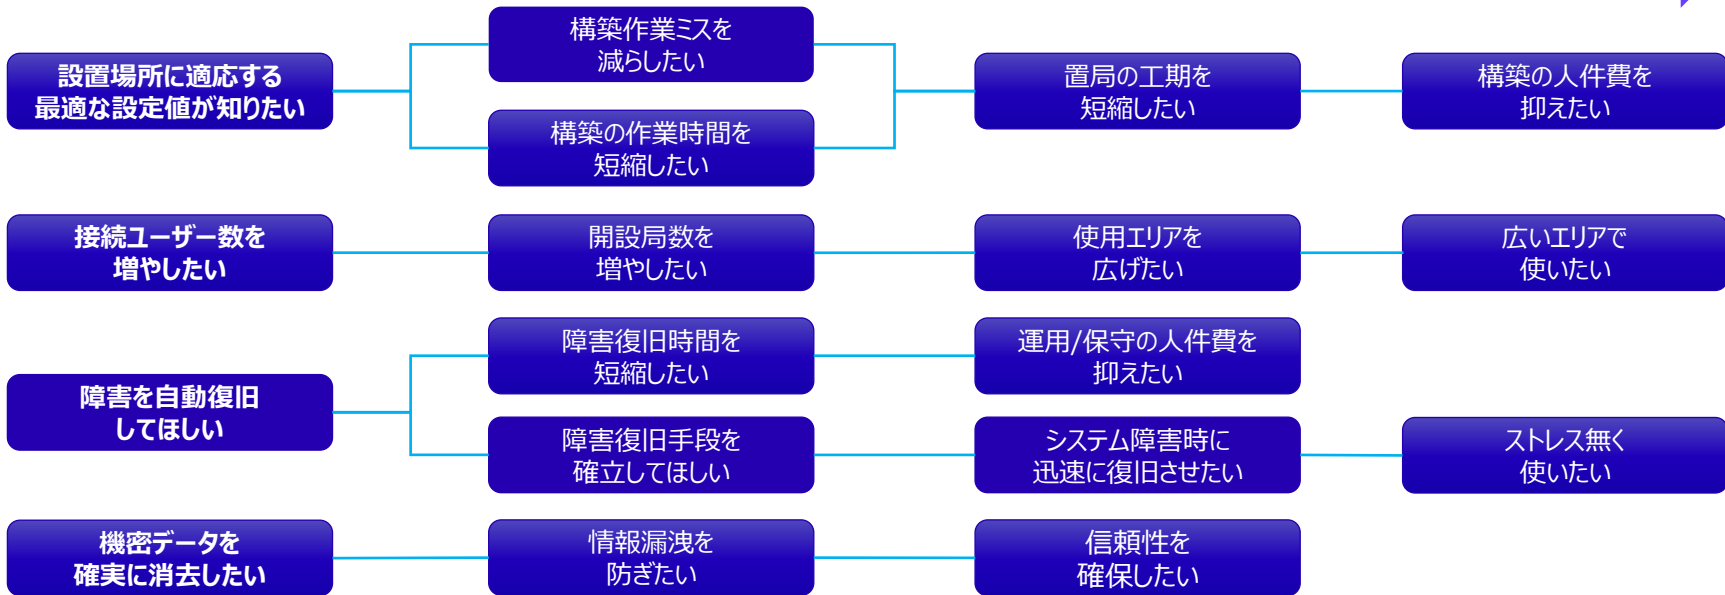 設置場所に適応する
最適な設定値が知りたい
構築作業ミスを
減らしたい
構築の作業時間を
短縮したい
置局の工期を
短縮したい
構築の人件費を
抑えたい
接続ユーザー数を
増やしたい
開設局数を
増やしたい
使用エリアを
広げたい
広いエリアで
使いたい
障害を自動復旧
してほしい
障害復旧時間を
短縮したい
運用/保守の人件費を
抑えたい
障害復旧手段を
確立してほしい
システム障害時に
迅速に復旧させたい
ストレス無く
使いたい
機密データを
確実に消去したい
情報漏洩を
防ぎたい
信頼性を
確保したい